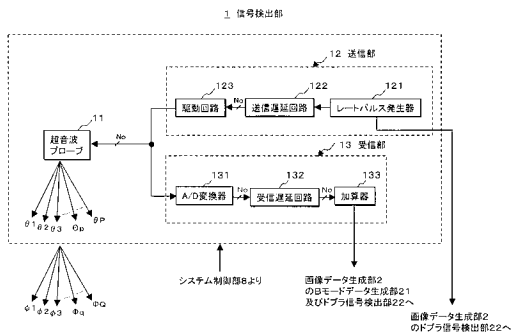 1 信号検出部
12 送信部
123
122
121
駆動回路
No
送信遅延回路
レートパルス発生器
11
超音波
プローブ
No
13 受信部
131
132
133
A/D変換器
No
受信遅延回路
No
加算器
θ1 θ2 θ3 θp θP
φ1 φ2 φ3 Φq ΦQ
システム制御部8より
画像データ生成部2
のBモードデータ生成部21
及びドプラ信号検出部22へ
画像データ生成部2
のドプラ信号検出部22へ